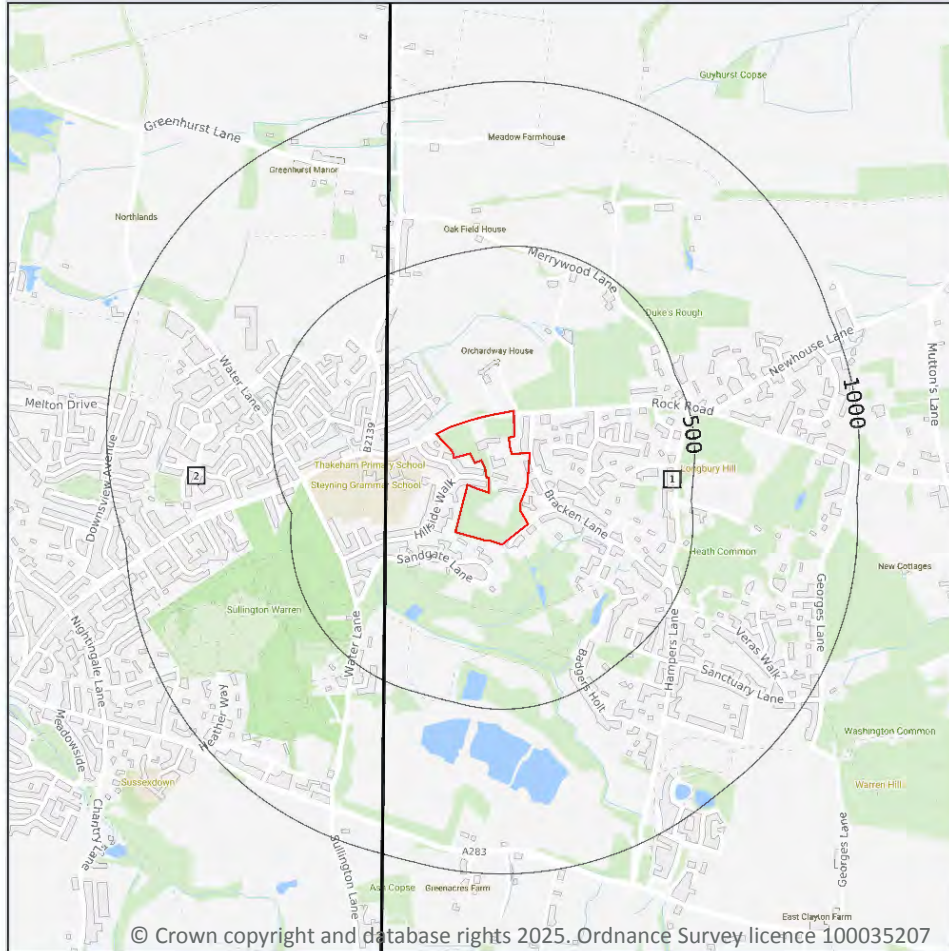 Guyhurst Copse
Greenhurst Lane
Meadow Farmhouse
Greenhurst Manor
Northlands
Oak Field House
Merrywood Lane
Duke's Rough
Newhouse Lane
Mutton's Lane
Orchardway House
Water Lane
1000
Melton Drive
Rock Road
500
B2139
Downsview Avenue
Thakeham Primary School
Steyning Grammar School
2
1
Longbury Hill
Hillside Walk
Bracken Lane
Sandgate Lane
Heath Common
New Cottages
Georges Lane
Sullington Warren
Nightingale Lane
Water Lane
Hampers Lane
Veras Walk
Badgers Holt
Sanctuary Lane
Heather Way
Meadowside
Washington Common
Sussexdown
Warren Hill
Chantry Lane
Sullington Lane
A283
Georges Lane
Ash Copse
Greenacres Farm
East Clayton Farm
© Crown copyright and database rights 2025. Ordnance Survey licence 100035207